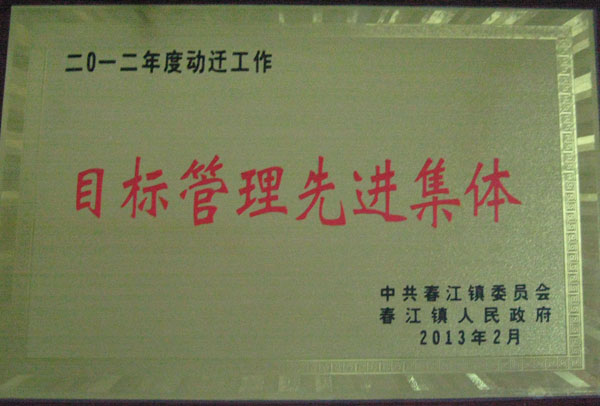 二0一二年度动迁工作
目标管理先进集体
中共春江镇委员会
春江镇人民政府
2013年2月